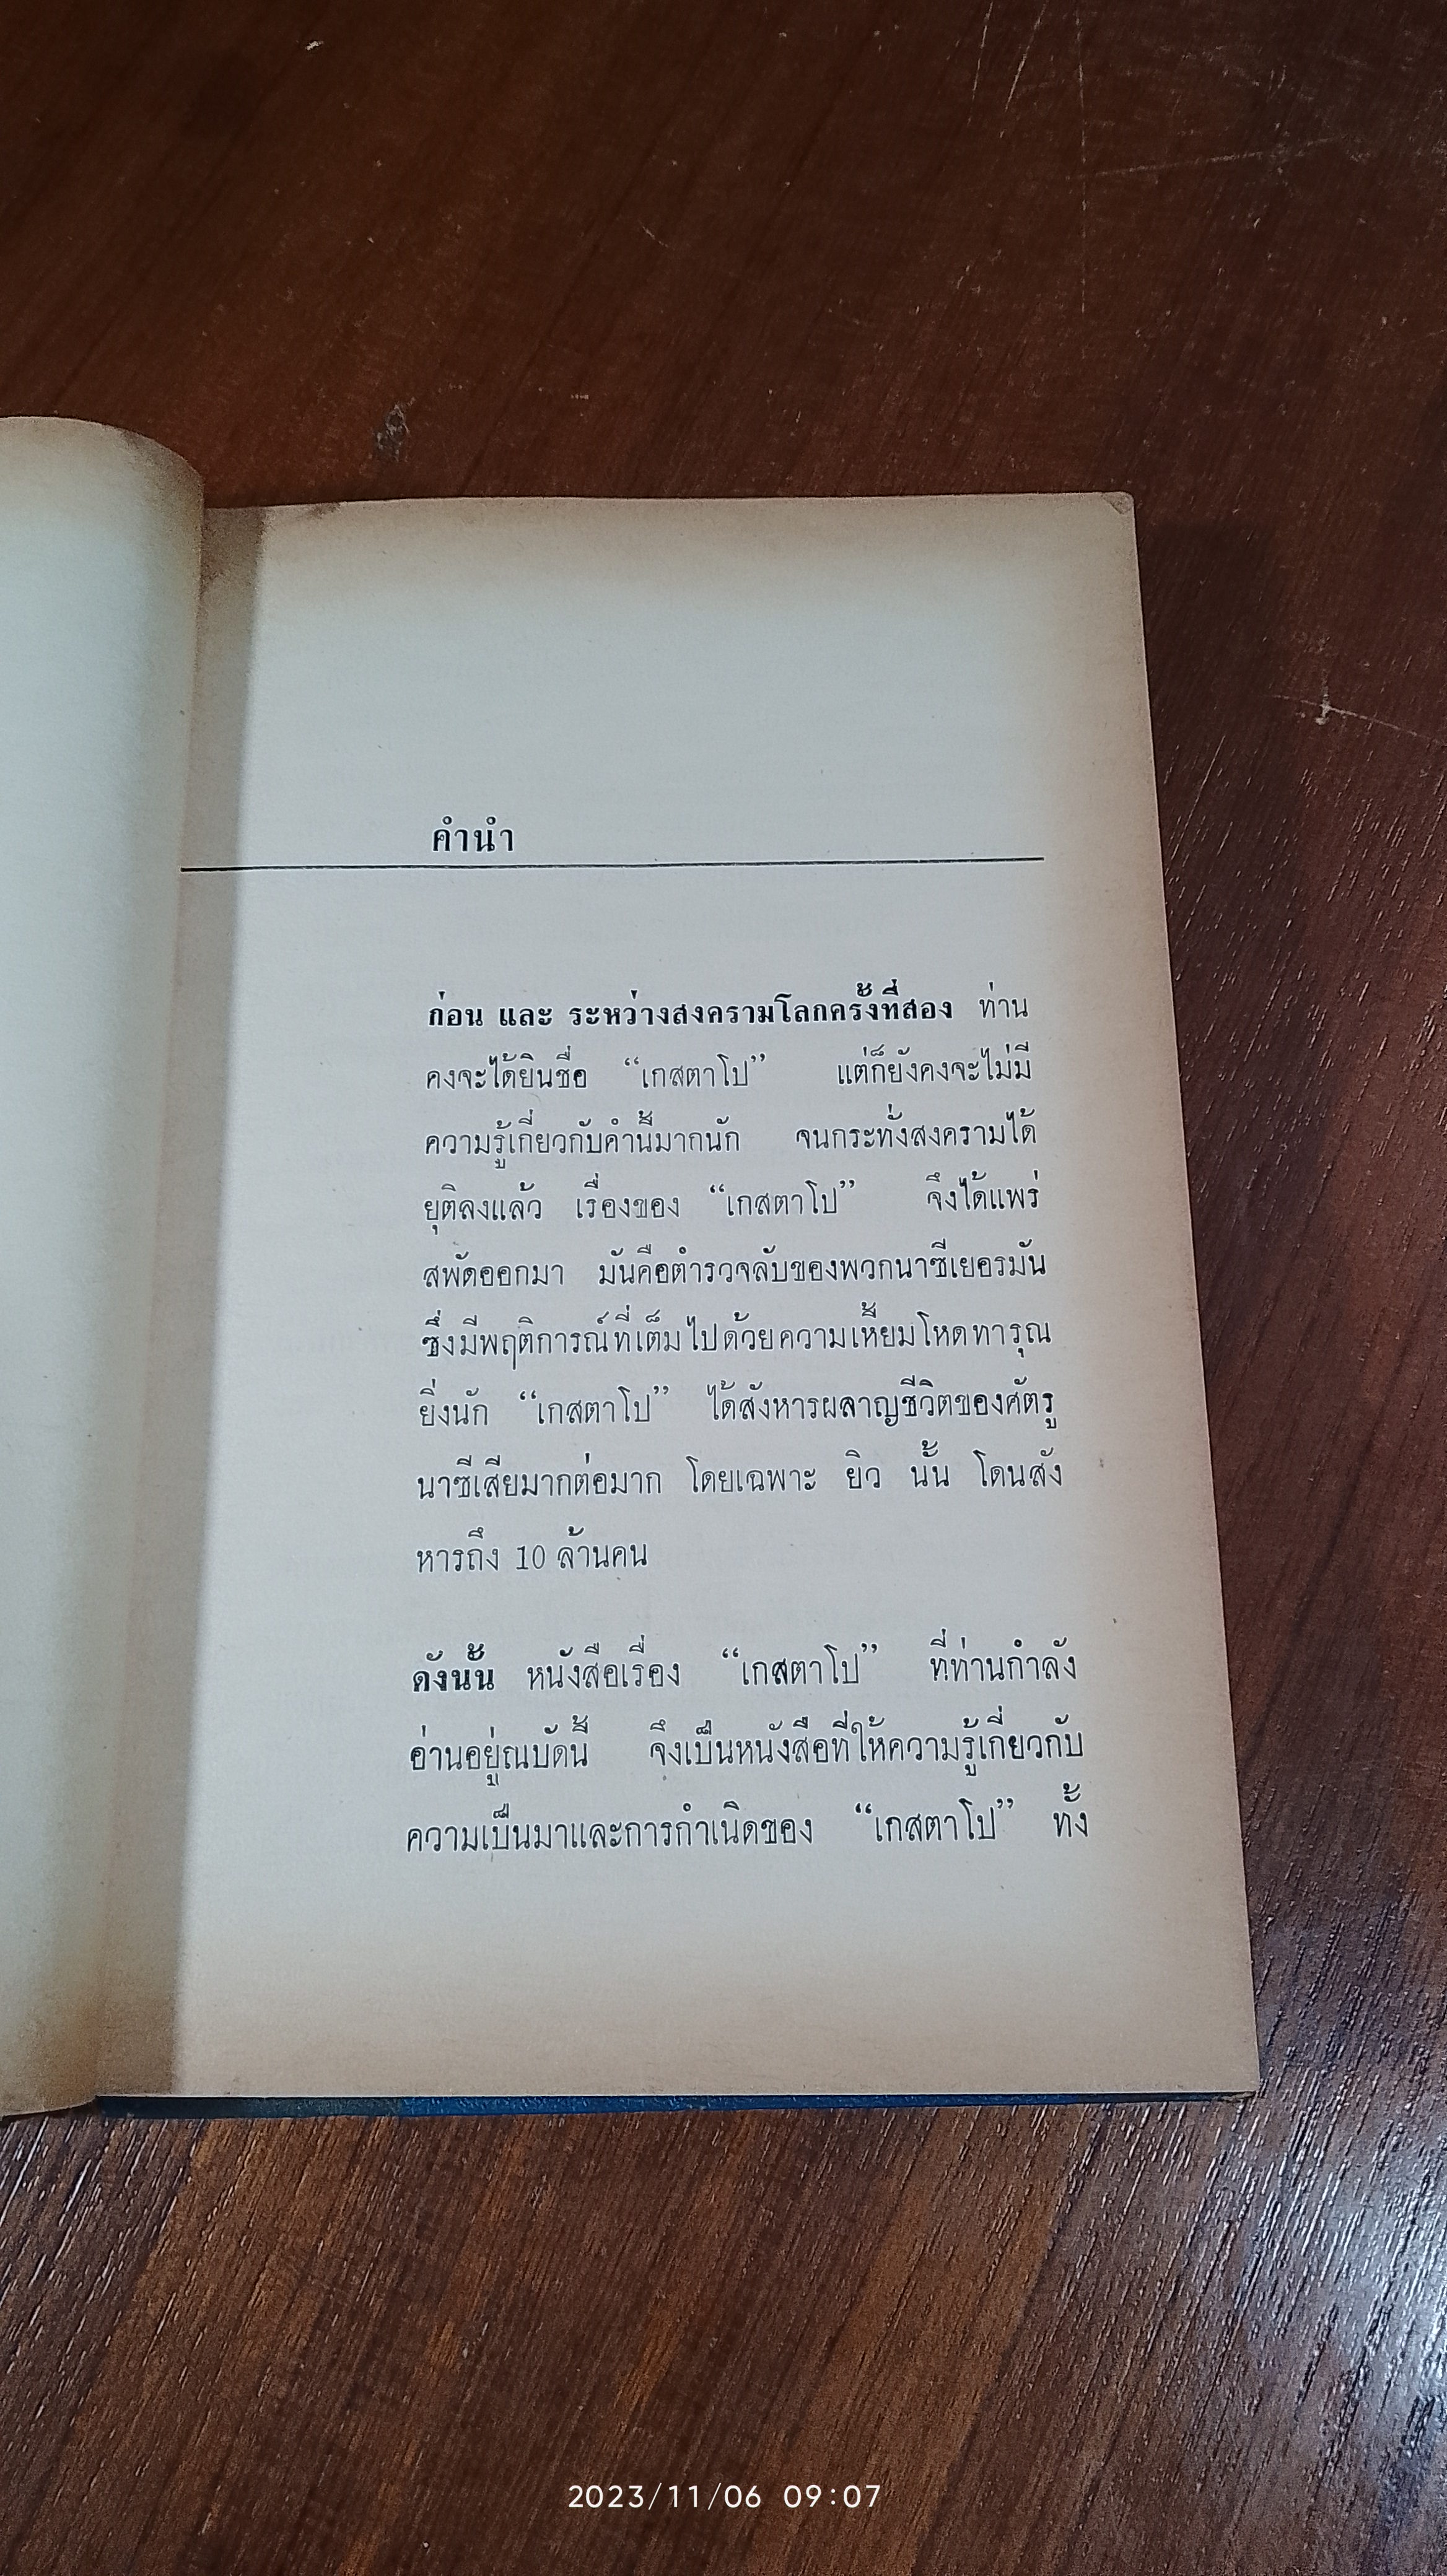 คำนำ
ก่อน และ ระหว่างสงครามโลกครั้งที่สอง ท่าน
คงจะได้ยินชื่อ “เกสตาโป” แต่ก็ยังคงจะไม่มี
ความรู้เกี่ยวกับคำนี้มากนัก จนกระทั่งสงครามได้
ยุติลงแล้ว เรื่องของ “เกสตาโป” จึงได้แพร่
สพัดออกมา มันคือตำรวจลับของพวกนาซีเยอรมัน
ซึ่งมีพฤติการณ์ที่เต็มไปด้วยความเหี้ยมโหดทารุณ
ยิ่งนัก “เกสตาโป” ได้สังหารผลาญชีวิตของศัตรู
นาซีเสียมากต่อมาก โดยเฉพาะ ยิว นั้น โดนสัง
หารถึง 10 ล้านคน
ดังนั้น หนังสือเรื่อง “เกสตาโป” ที่ท่านกำลัง
อ่านอยู่ณบัดนี้ จึงเป็นหนังสือที่ให้ความรู้เกี่ยวกับ
ความเป็นมาและการกำเนิดของ “เกสตาโป” ทั้ง
2023/11/06 09:07